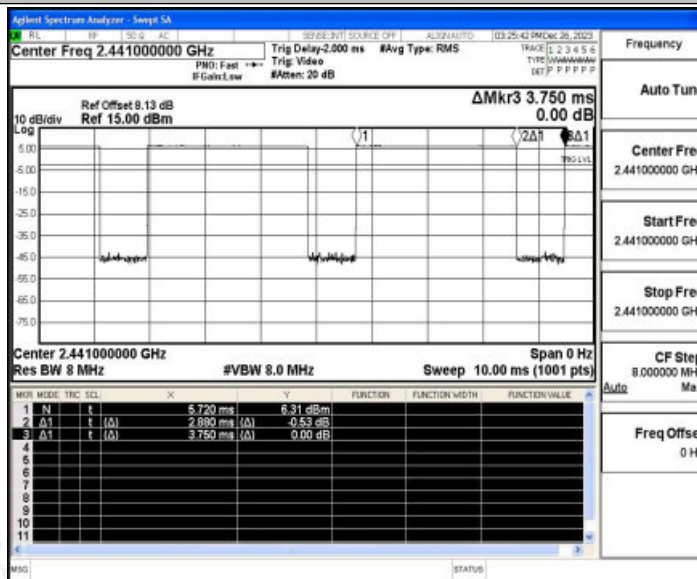 Agilent Spectrum Analyzer - Swept SA
RL RF 50 Ω AC SENSE:INT SOURCE OFF ALIGNAUTO 03:25:42 PM Dec 26, 2023
Center Freq 2.441000000 GHz
PNO: Fast
IFGain:Low
Trig Delay-2.000 ms
Trig: Video
#Atten: 20 dB
#Avg Type: RMS
TRACE 1 2 3 4 5 6
TYPE
DET P P P P P P
Ref Offset 8.13 dB
10 dB/div Ref 15.00 dBm
Log
ΔMkr3 3.750 ms
0.00 dB
1 2Δ1 3Δ1
TRIG LVL
5.00
-5.00
-15.0
-25.0
-35.0
-45.0
-55.0
-65.0
-75.0
Center 2.441000000 GHz Span 0 Hz
Res BW 8 MHz #VBW 8.0 MHz Sweep 10.00 ms (1001 pts)
MKR MODE TRC SCL X Y FUNCTION FUNCTION WIDTH FUNCTION VALUE
1 N t 5.720 ms 6.31 dBm
2 Δ1 t (Δ) 2.880 ms (Δ) -0.53 dB
3 Δ1 t (Δ) 3.750 ms (Δ) 0.00 dB
4
5
6
7
8
9
10
11
MSG STATUS
Frequency
Auto Tun
Center Fre
2.441000000 GH
Start Fre
2.441000000 GH
Stop Fre
2.441000000 GH
CF Ste
8.000000 MH
Auto Ma
Freq Offse
0 H